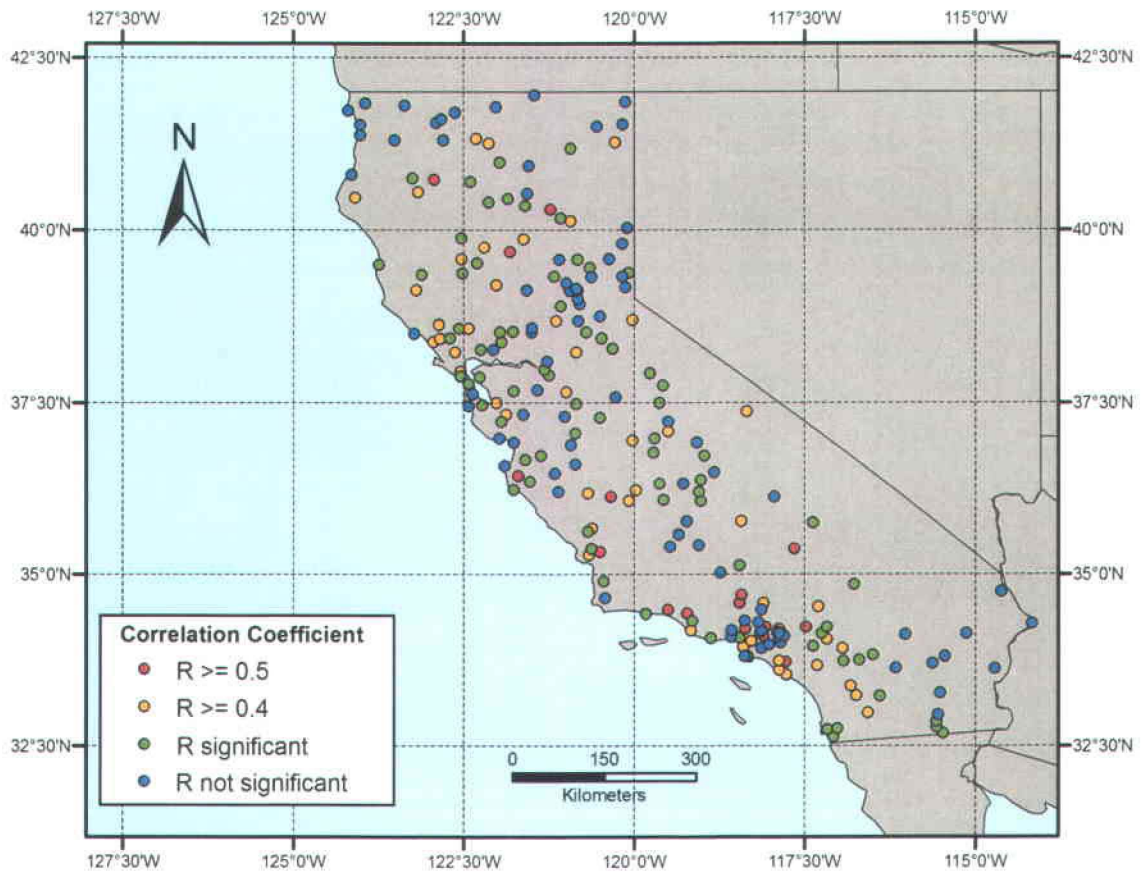 127°30'W 125°0'W 122°30'W 120°0'W 117°30'W 115°0'W
42°30'N 42°30'N
N
40°0'N 40°0'N
37°30'N 37°30'N
35°0'N 35°0'N
Correlation Coefficient
R >= 0.5
R >= 0.4
R significant
R not significant
32°30'N 32°30'N
0 150 300
Kilometers
127°30'W 125°0'W 122°30'W 120°0'W 117°30'W 115°0'W